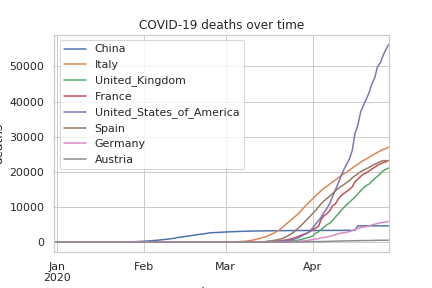 COVID-19 deaths over time
China
Italy
United_Kingdom
France
United_States_of_America
Spain
Germany
Austria
50000
40000
30000
20000
10000
0
Jan
2020
Feb
Mar
Apr